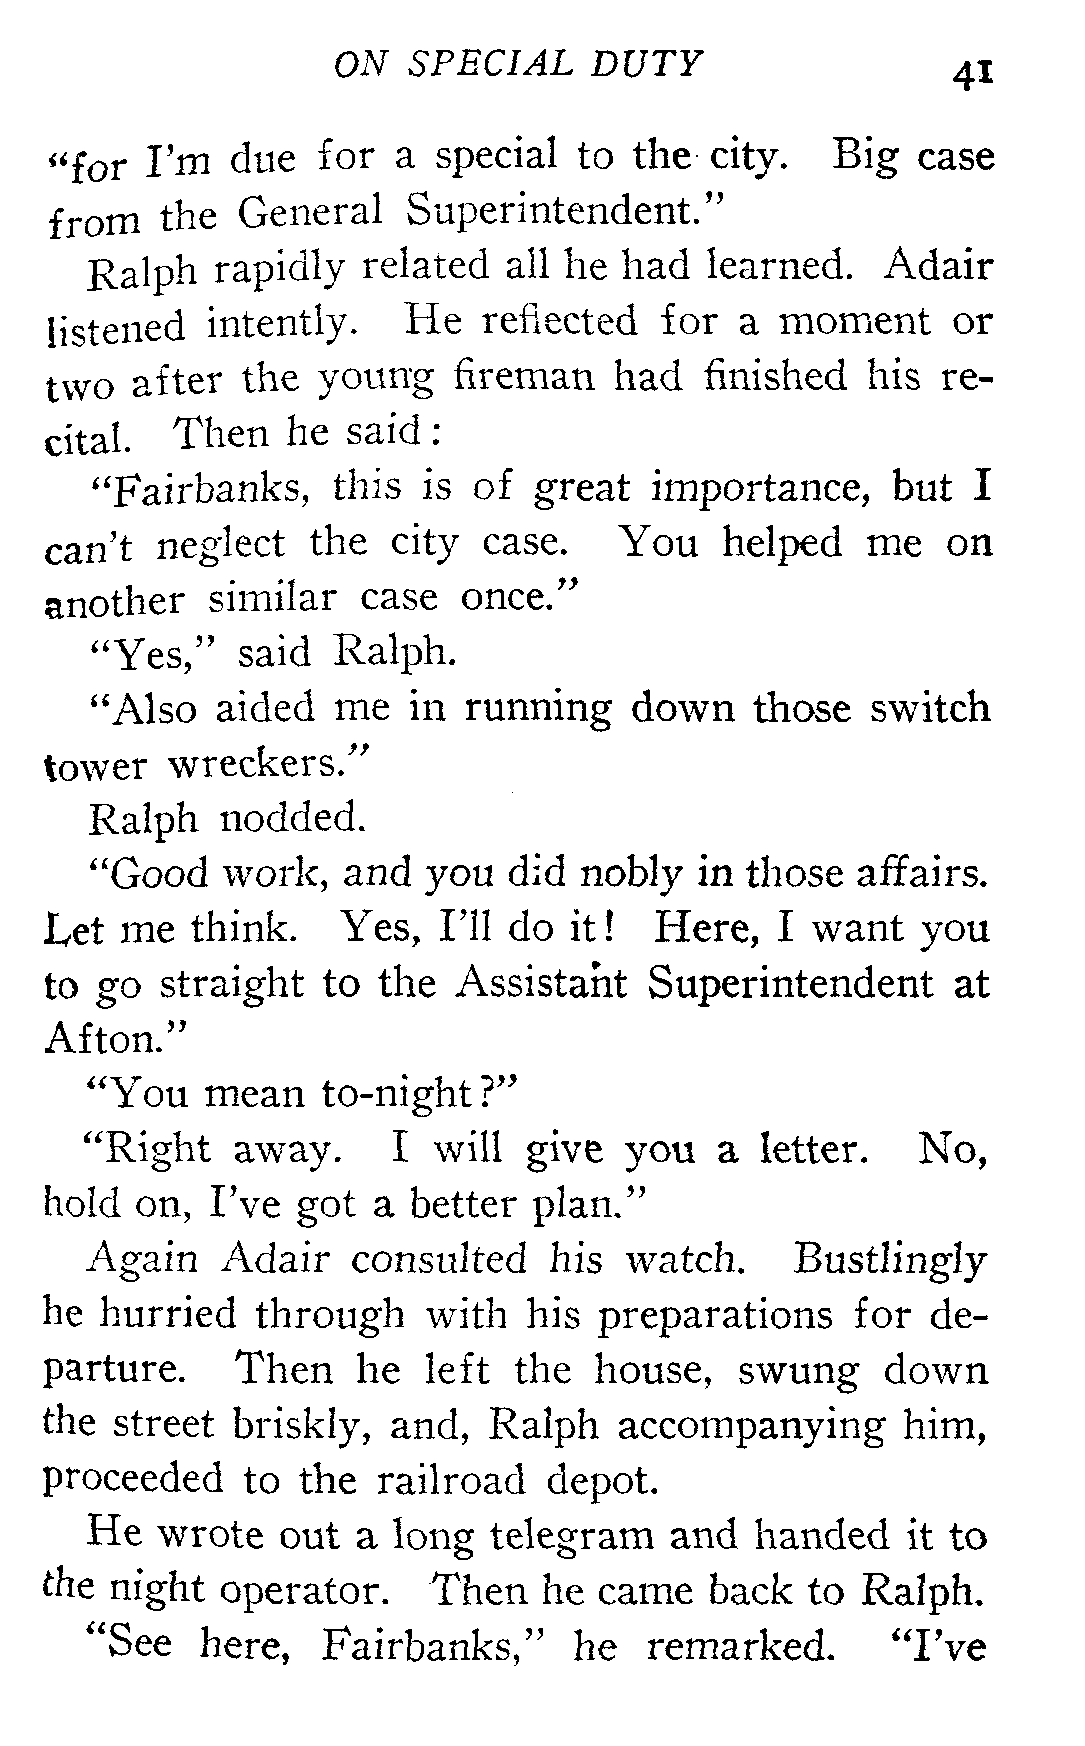 ON SPECIAL DUTY 41
“for I’m due for a special to the city. Big case
from the General Superintendent.”
Ralph rapidly related all he had learned. Adair
listened intently. He reflected for a moment or
two after the young fireman had finished his re-
cital. Then he said:
“Fairbanks, this is of great importance, but I
can’t neglect the city case. You helped me on
another similar case once.”
“Yes,” said Ralph.
“Also aided me in running down those switch
tower wreckers.”
Ralph nodded.
“Good work, and you did nobly in those affairs.
Let me think. Yes, I’ll do it! Here, I want you
to go straight to the Assistant Superintendent at
Afton.”
“You mean to-night?”
“Right away. I will give you a letter. No,
hold on, I’ve got a better plan.”
Again Adair consulted his watch. Bustlingly
he hurried through with his preparations for de-
parture. Then he left the house, swung down
the street briskly, and, Ralph accompanying him,
proceeded to the railroad depot.
He wrote out a long telegram and handed it to
the night operator. Then he came back to Ralph.
“See here, Fairbanks,” he remarked. “I’ve